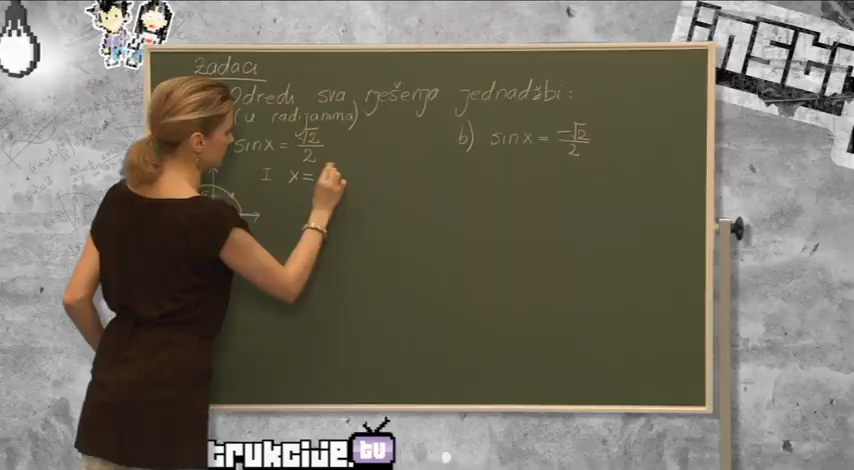 Zadaci
Odredi sva rješenja jednadžbi:
(u radijanima)
sinx = √2/2
b) sinx = -√2/2
I x=
trukcije.tv